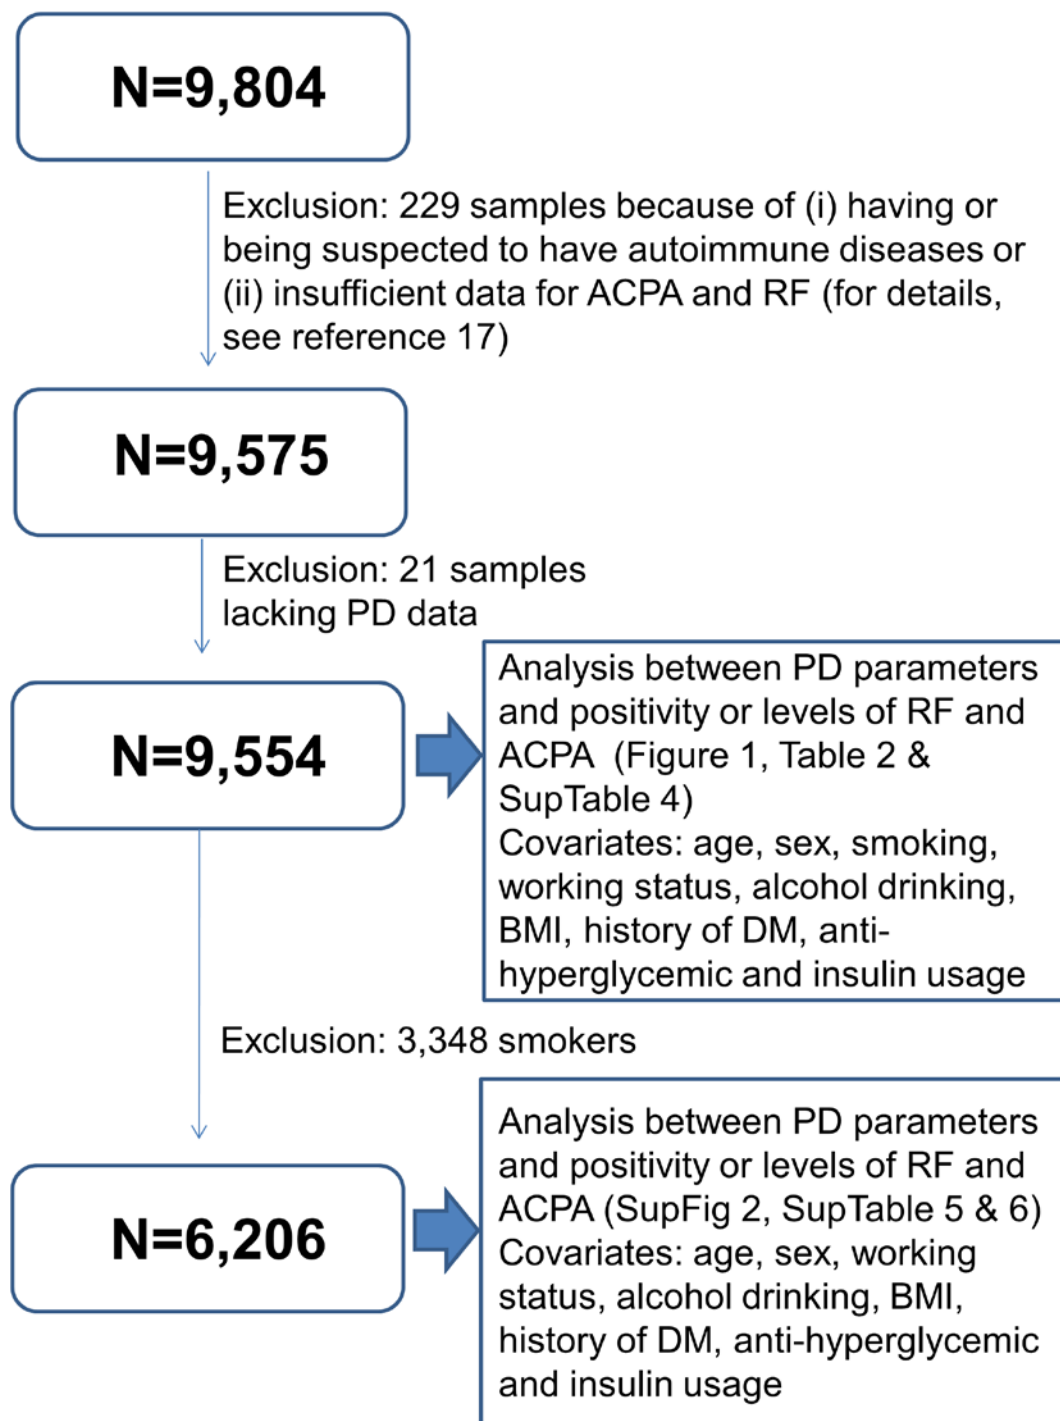 N=9,804
Exclusion: 229 samples because of (i) having or
being suspected to have autoimmune diseases or
(ii) insufficient data for ACPA and RF (for details,
see reference 17)
N=9,575
Exclusion: 21 samples
lacking PD data
N=9,554
Analysis between PD parameters
and positivity or levels of RF and
ACPA (Figure 1, Table 2 &
SupTable 4)
Covariates: age, sex, smoking,
working status, alcohol drinking,
BMI, history of DM, anti-
hyperglycemic and insulin usage
Exclusion: 3,348 smokers
N=6,206
Analysis between PD parameters
and positivity or levels of RF and
ACPA (SupFig 2, SupTable 5 & 6)
Covariates: age, sex, working
status, alcohol drinking, BMI,
history of DM, anti-hyperglycemic
and insulin usage